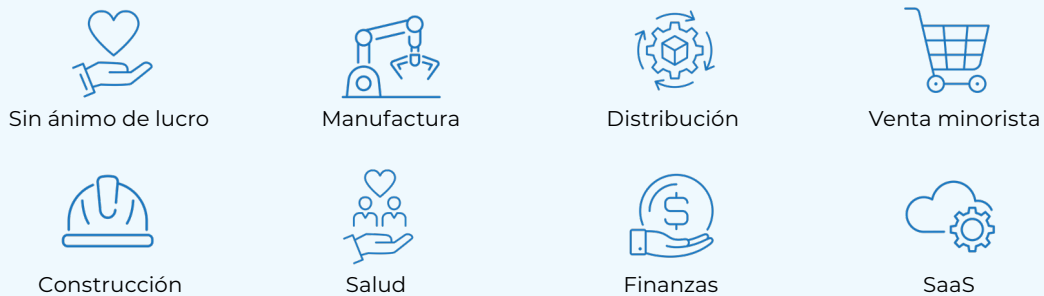 Sin ánimo de lucro
Manufactura
Distribución
Venta minorista
Construcción
Salud
Finanzas
SaaS